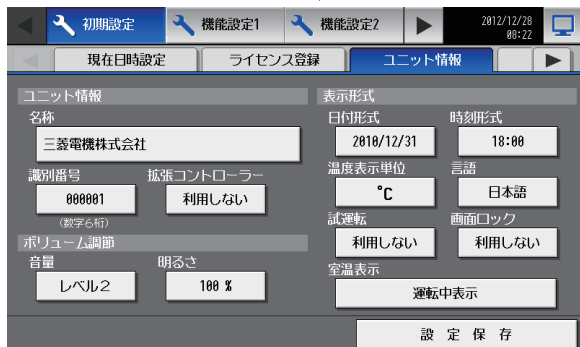 初期設定 機能設定1 機能設定2 2012/12/28
08:22
現在日時設定 ライセンス登録 ユニット情報
ユニット情報
名称
三菱電機株式会社
識別番号 拡張コントローラー
000001 利用しない
(数字6桁)
ボリューム調節
音量 明るさ
レベル2 100 %
表示形式
日付形式 時刻形式
2010/12/31 18:00
温度表示単位 言語
℃ 日本語
試運転 画面ロック
利用しない 利用しない
室温表示
運転中表示
設 定 保 存